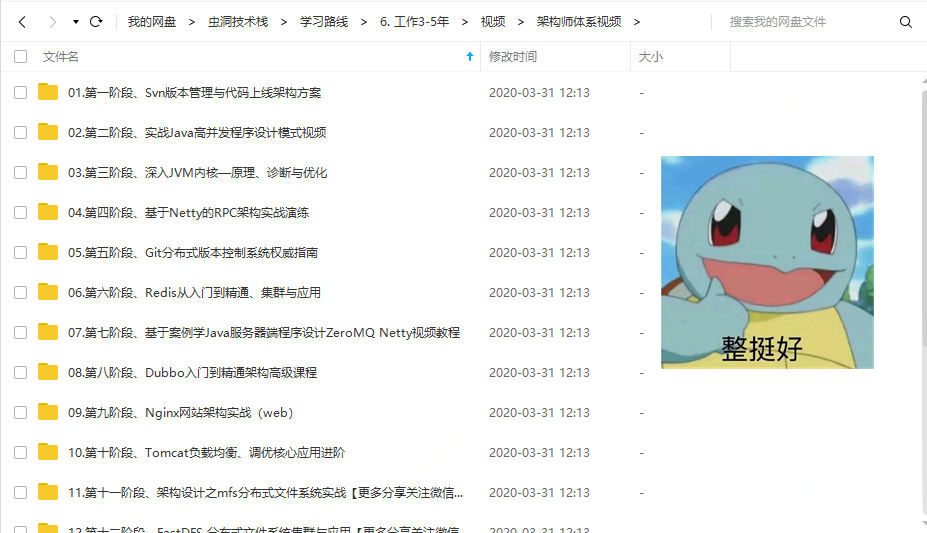 我的网盘 > 虫洞技术栈 > 学习路线 > 6. 工作3-5年 > 视频 > 架构师体系视频 > 搜索我的网盘文件
文件名 修改时间 大小
01.第一阶段、Svn版本管理与代码上线架构方案 2020-03-31 12:13 -
02.第二阶段、实战Java高并发程序设计模式视频 2020-03-31 12:13 -
03.第三阶段、深入JVM内核—原理、诊断与优化 2020-03-31 12:13 -
04.第四阶段、基于Netty的RPC架构实战演练 2020-03-31 12:13 -
05.第五阶段、Git分布式版本控制系统权威指南 2020-03-31 12:13 -
06.第六阶段、Redis从入门到精通、集群与应用 2020-03-31 12:13 -
07.第七阶段、基于案例学Java服务器端程序设计ZeroMQ Netty视频教程 2020-03-31 12:13 -
整挺好
08.第八阶段、Dubbo入门到精通架构高级课程 2020-03-31 12:13 -
09.第九阶段、Nginx网站架构实战（web） 2020-03-31 12:13 -
10.第十阶段、Tomcat负载均衡、调优核心应用进阶 2020-03-31 12:13 -
11.第十一阶段、架构设计之mfs分布式文件系统实战【更多分享关注微信... 2020-03-31 12:13 -
12.第十二阶段、FastDFS 分布式文件系统集群与应用【更多分享关注微信 2020-03-31 12:13 -